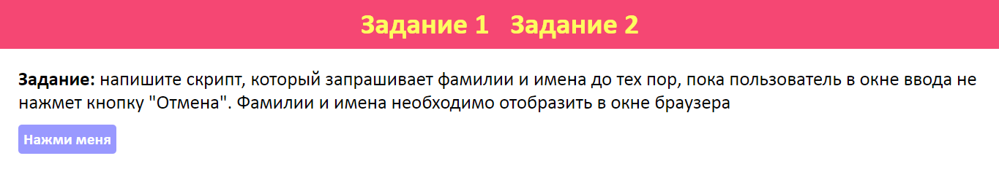 Задание 1 Задание 2
Задание: напишите скрипт, который запрашивает фамилии и имена до тех пор, пока пользователь в окне ввода не
нажмет кнопку "Отмена". Фамилии и имена необходимо отобразить в окне браузера
Нажми меня